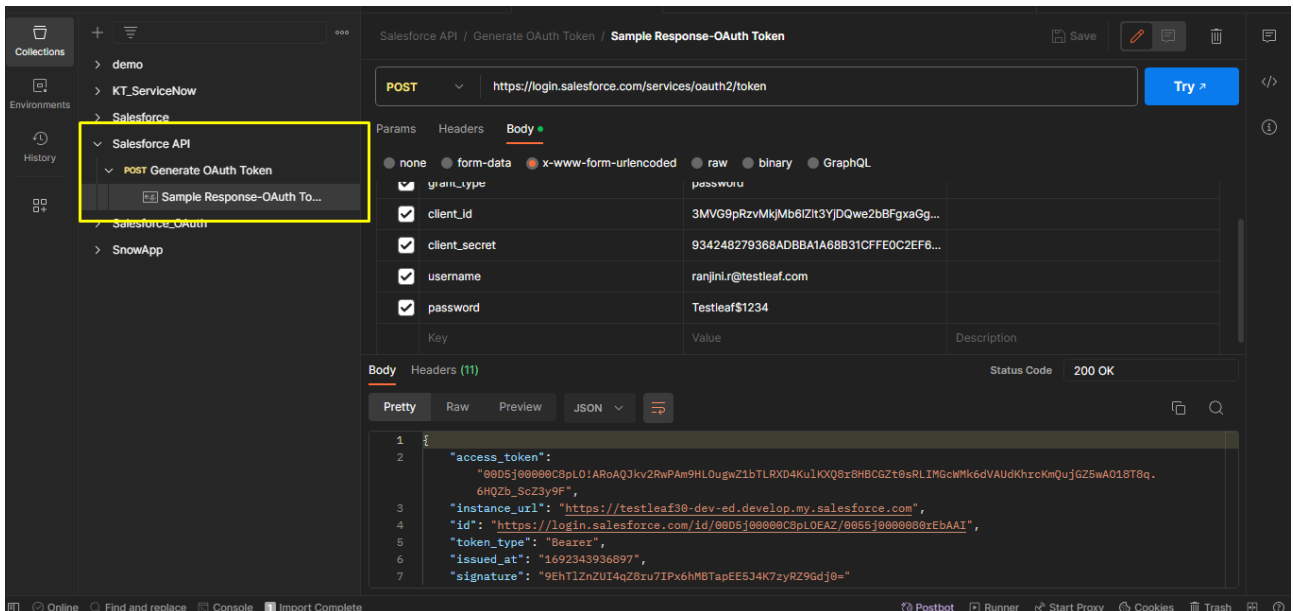 Collections
Environments
History
demo
KT_ServiceNow
Salesforce
Salesforce API
POST Generate OAuth Token
e.g. Sample Response-OAuth To...
Salesforce_OAuth
SnowApp
Salesforce API / Generate OAuth Token / Sample Response-OAuth Token
Save
POST
https://login.salesforce.com/services/oauth2/token
Try
Params Headers Body
none form-data x-www-form-urlencoded raw binary GraphQL
grant_type password
client_id 3MVG9pRzvMkjMb6lZlt3YjDQwe2bBFgxaGg...
client_secret 934248279368ADBBA1A68B31CFFE0C2EF6...
username ranjini.r@testleaf.com
password Testleaf$1234
Key Value Description
Body Headers (11) Status Code 200 OK
Pretty Raw Preview JSON
1 {
2 "access_token":
"00D5j00000C8pLO!ARoAQJkv2RwPAm9HLOugwZ1bTLRXD4KulKXQ8r8HBCGZt0sRLIMGcWMk6dVAUdKhrcKmQujGZ5wAO18T8q.
6HQZb_ScZ3y9F",
3 "instance_url": "https://testleaf30-dev-ed.develop.my.salesforce.com",
4 "id": "https://login.salesforce.com/id/00D5j00000C8pLOEAZ/0055j0000080rEbAAI",
5 "token_type": "Bearer",
6 "issued_at": "1692343936897",
7 "signature": "9EhTlZnZUI4qZ8ru7IPx6hMBTapEE5J4K7zyRZ9Gdj0="
Online Find and replace Console 1 Import Complete Postbot Runner Start Proxy Cookies Trash